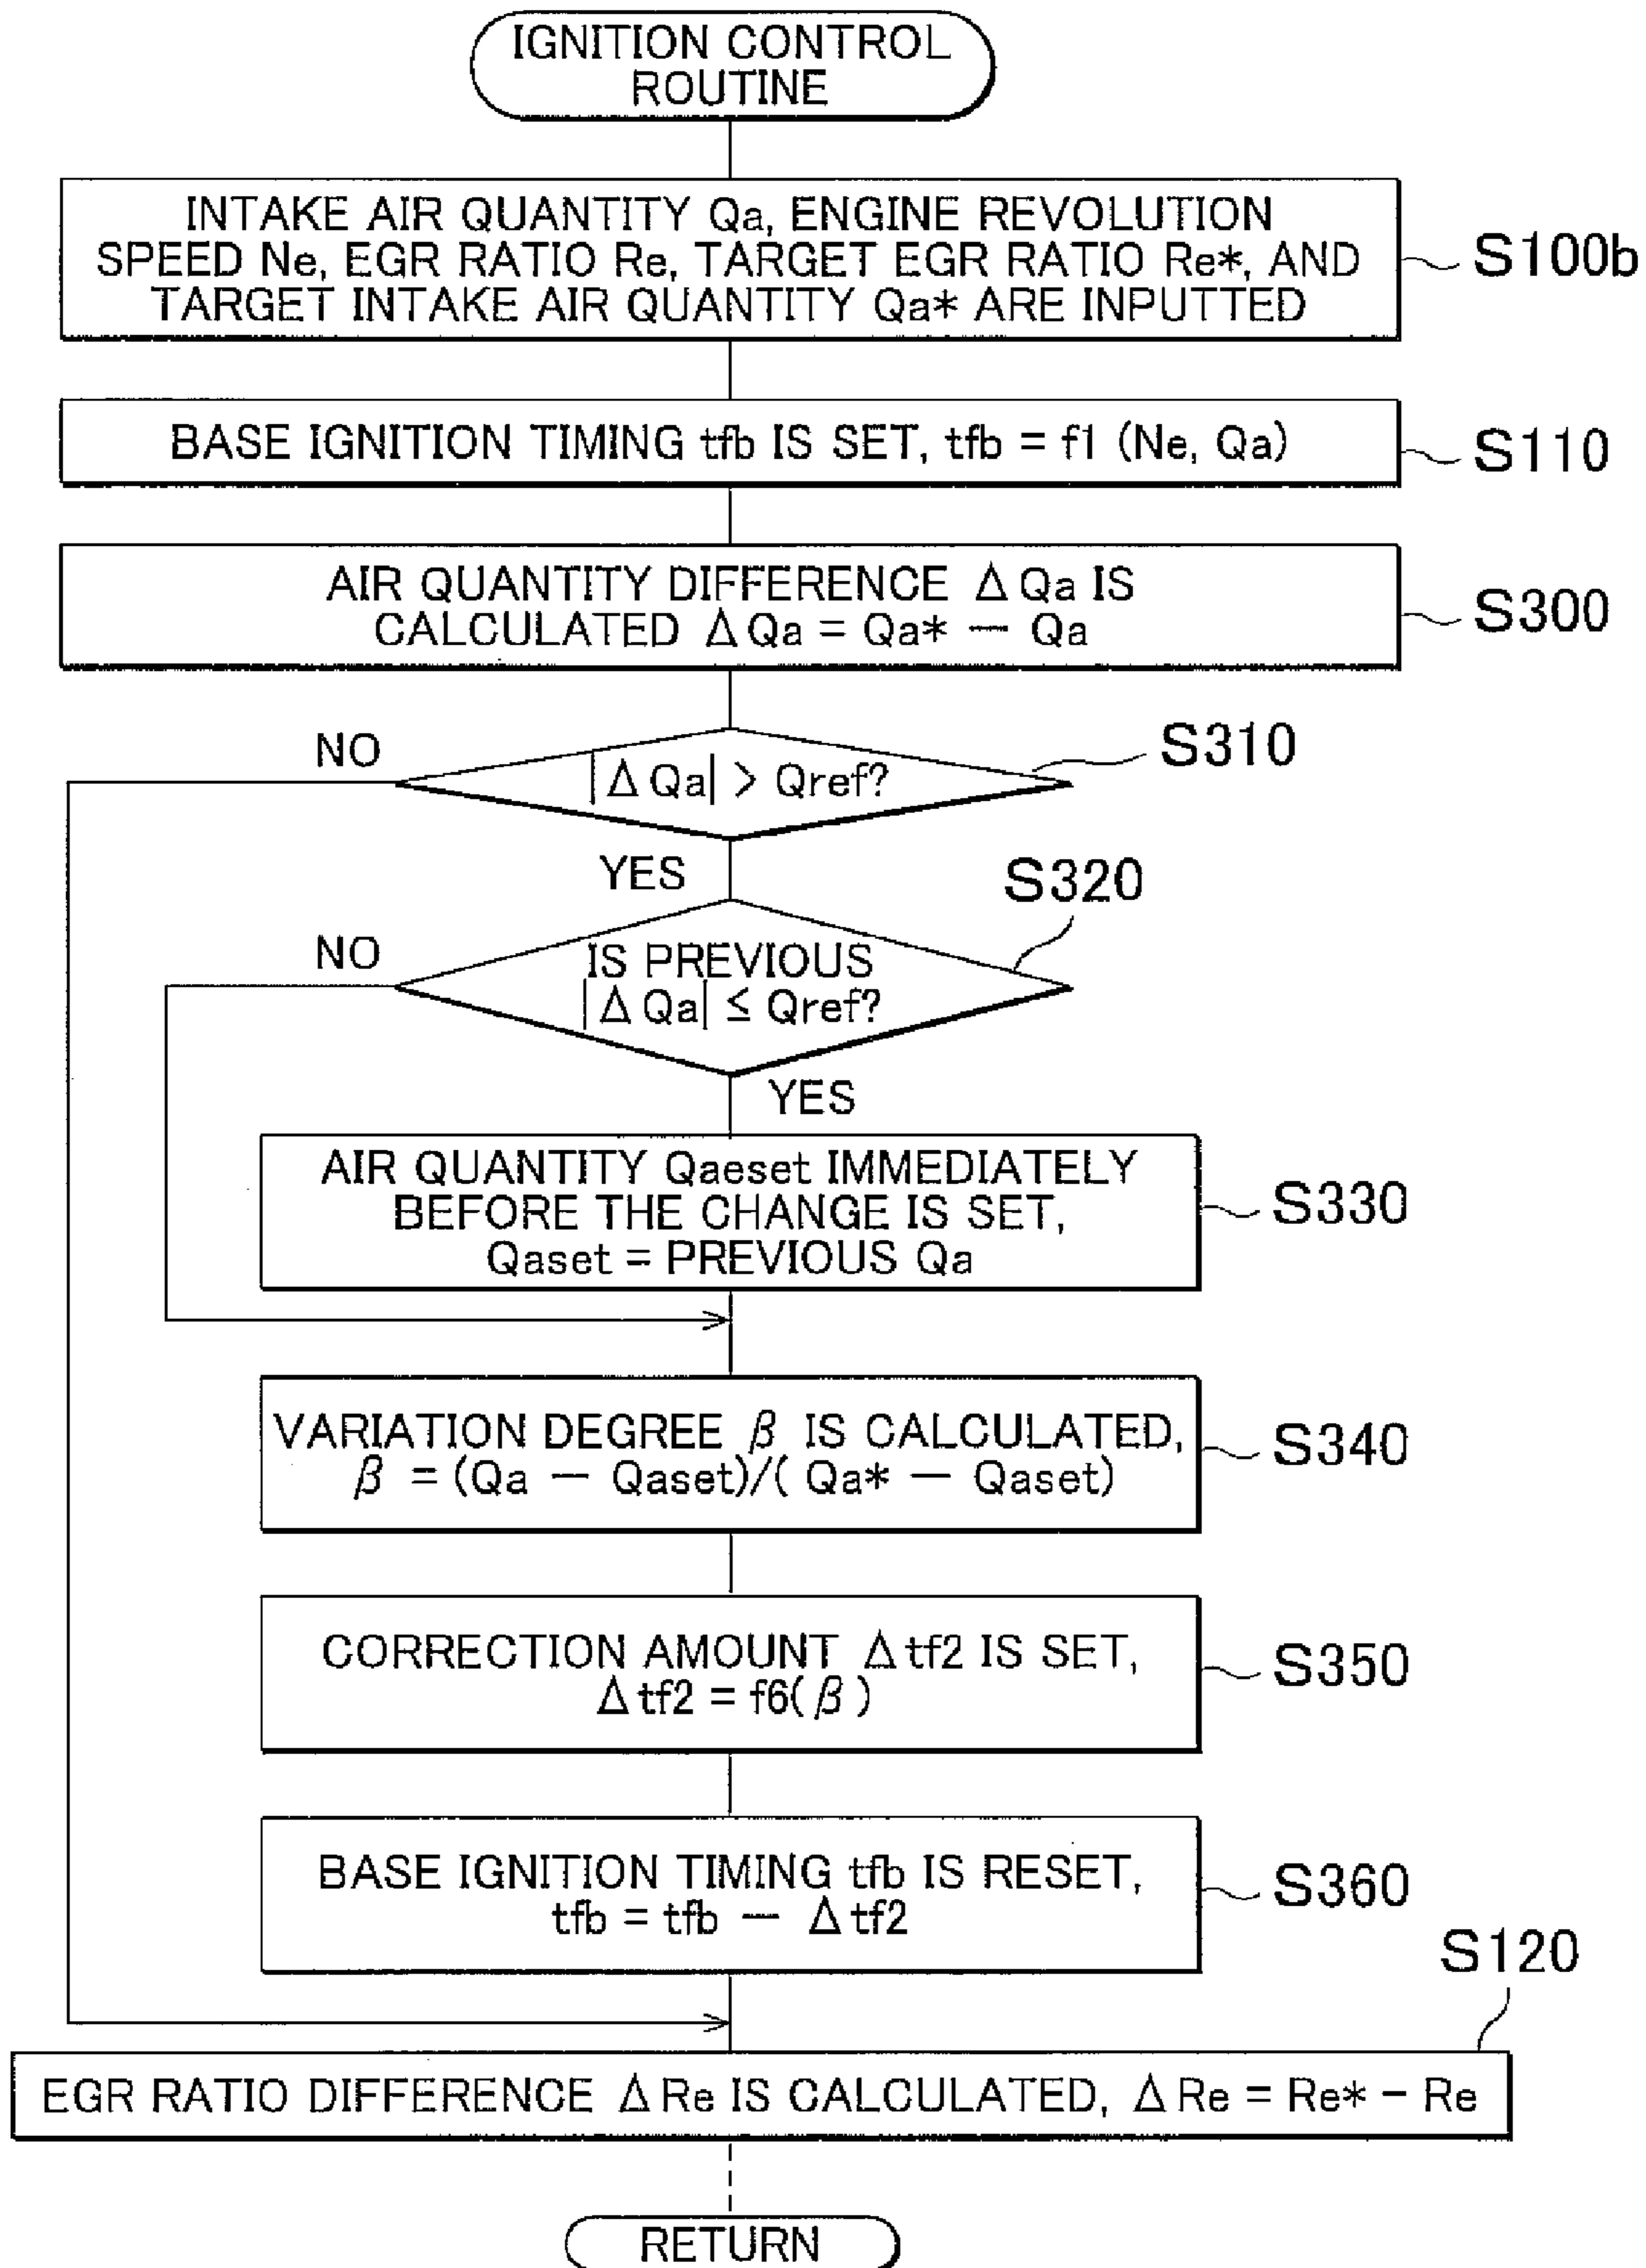 IGNITION CONTROL
ROUTINE
INTAKE AIR QUANTITY Qa, ENGINE REVOLUTION
SPEED Ne, EGR RATIO Re, TARGET EGR RATIO Re*, AND
TARGET INTAKE AIR QUANTITY Qa* ARE INPUTTED
S100b
BASE IGNITION TIMING tfb IS SET, tfb = f1 (Ne, Qa)
S110
AIR QUANTITY DIFFERENCE ΔQa IS
CALCULATED ΔQa = Qa* − Qa
S300
NO
|ΔQa| > Qref?
S310
YES
S320
NO
IS PREVIOUS
|ΔQa| ≤ Qref?
YES
AIR QUANTITY Qaeset IMMEDIATELY
BEFORE THE CHANGE IS SET,
Qaset = PREVIOUS Qa
S330
VARIATION DEGREE β IS CALCULATED,
β = (Qa − Qaset)/( Qa* − Qaset)
S340
CORRECTION AMOUNT Δtf2 IS SET,
Δtf2 = f6(β)
S350
BASE IGNITION TIMING tfb IS RESET,
tfb = tfb − Δtf2
S360
S120
EGR RATIO DIFFERENCE ΔRe IS CALCULATED, ΔRe = Re* - Re
RETURN